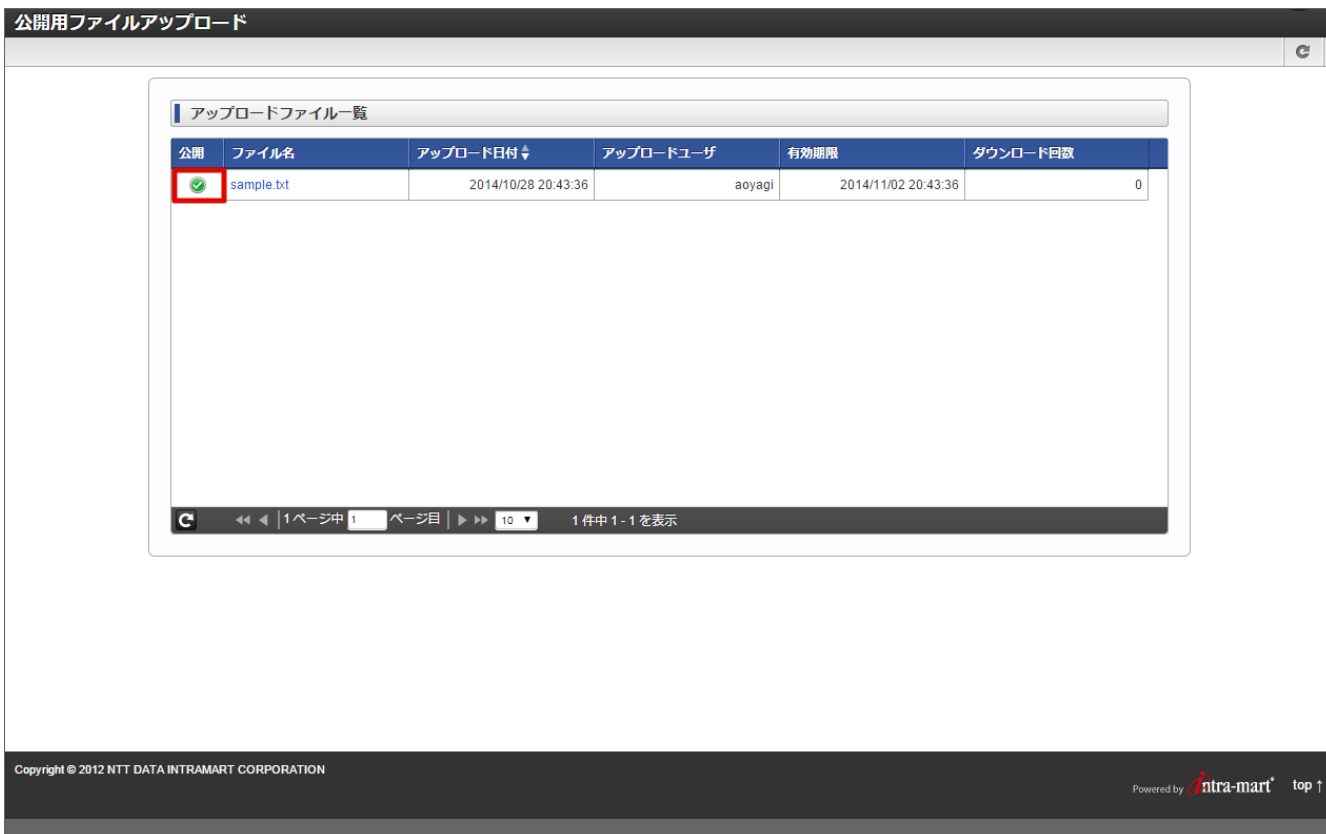 公開用ファイルアップロード
アップロードファイル一覧
公開 ファイル名 アップロード日付 アップロードユーザ 有効期限 ダウンロード回数
sample.txt 2014/10/28 20:43:36 aoyagi 2014/11/02 20:43:36 0
1 ページ中 1 ページ目 10 1 件中 1 - 1 を表示
Copyright © 2012 NTT DATA INTRAMART CORPORATION
Powered by intra-mart® top ↑